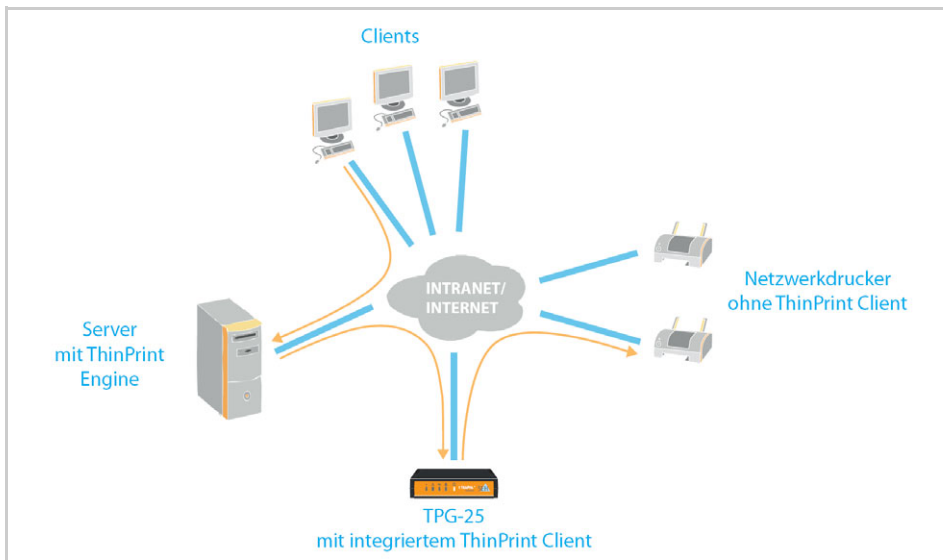 Clients
INTRANET/
INTERNET
Netzwerkdrucker
ohne ThinPrint Client
Server
mit ThinPrint
Engine
TPG-25
mit integriertem ThinPrint Client